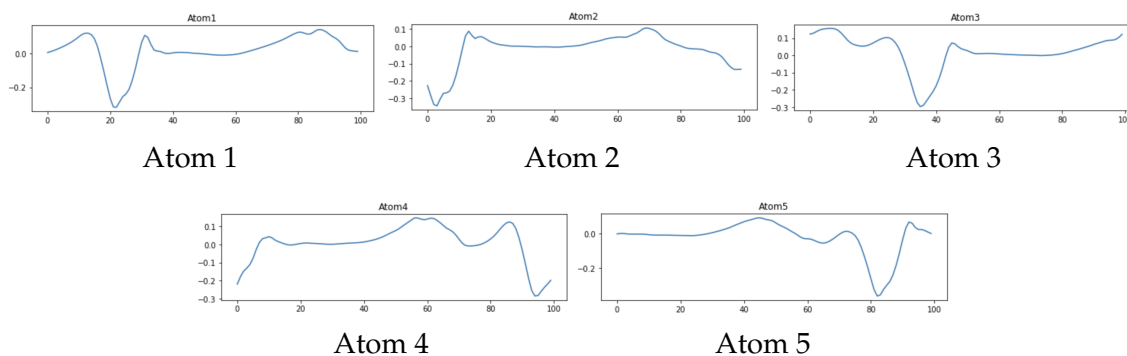 Atom1 Atom2 Atom3
0.0 -0.2 0.1 0.0 -0.1 -0.2 -0.3 0.1 0.0 -0.1 -0.2 -0.3
0 20 40 60 80 100 0 20 40 60 80 100 0 20 40 60 80 100
Atom 1 Atom 2 Atom 3
Atom4 Atom5
0.1 0.0 -0.1 -0.2 -0.3 0.0 -0.2
0 20 40 60 80 100 0 20 40 60 80 100
Atom 4 Atom 5